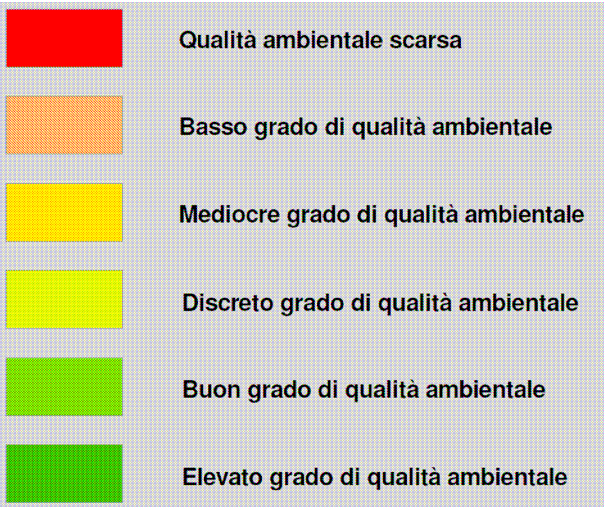 Qualità ambientale scarsa
Basso grado di qualità ambientale
Mediocre grado di qualità ambientale
Discreto grado di qualità ambientale
Buon grado di qualità ambientale
Elevato grado di qualità ambientale